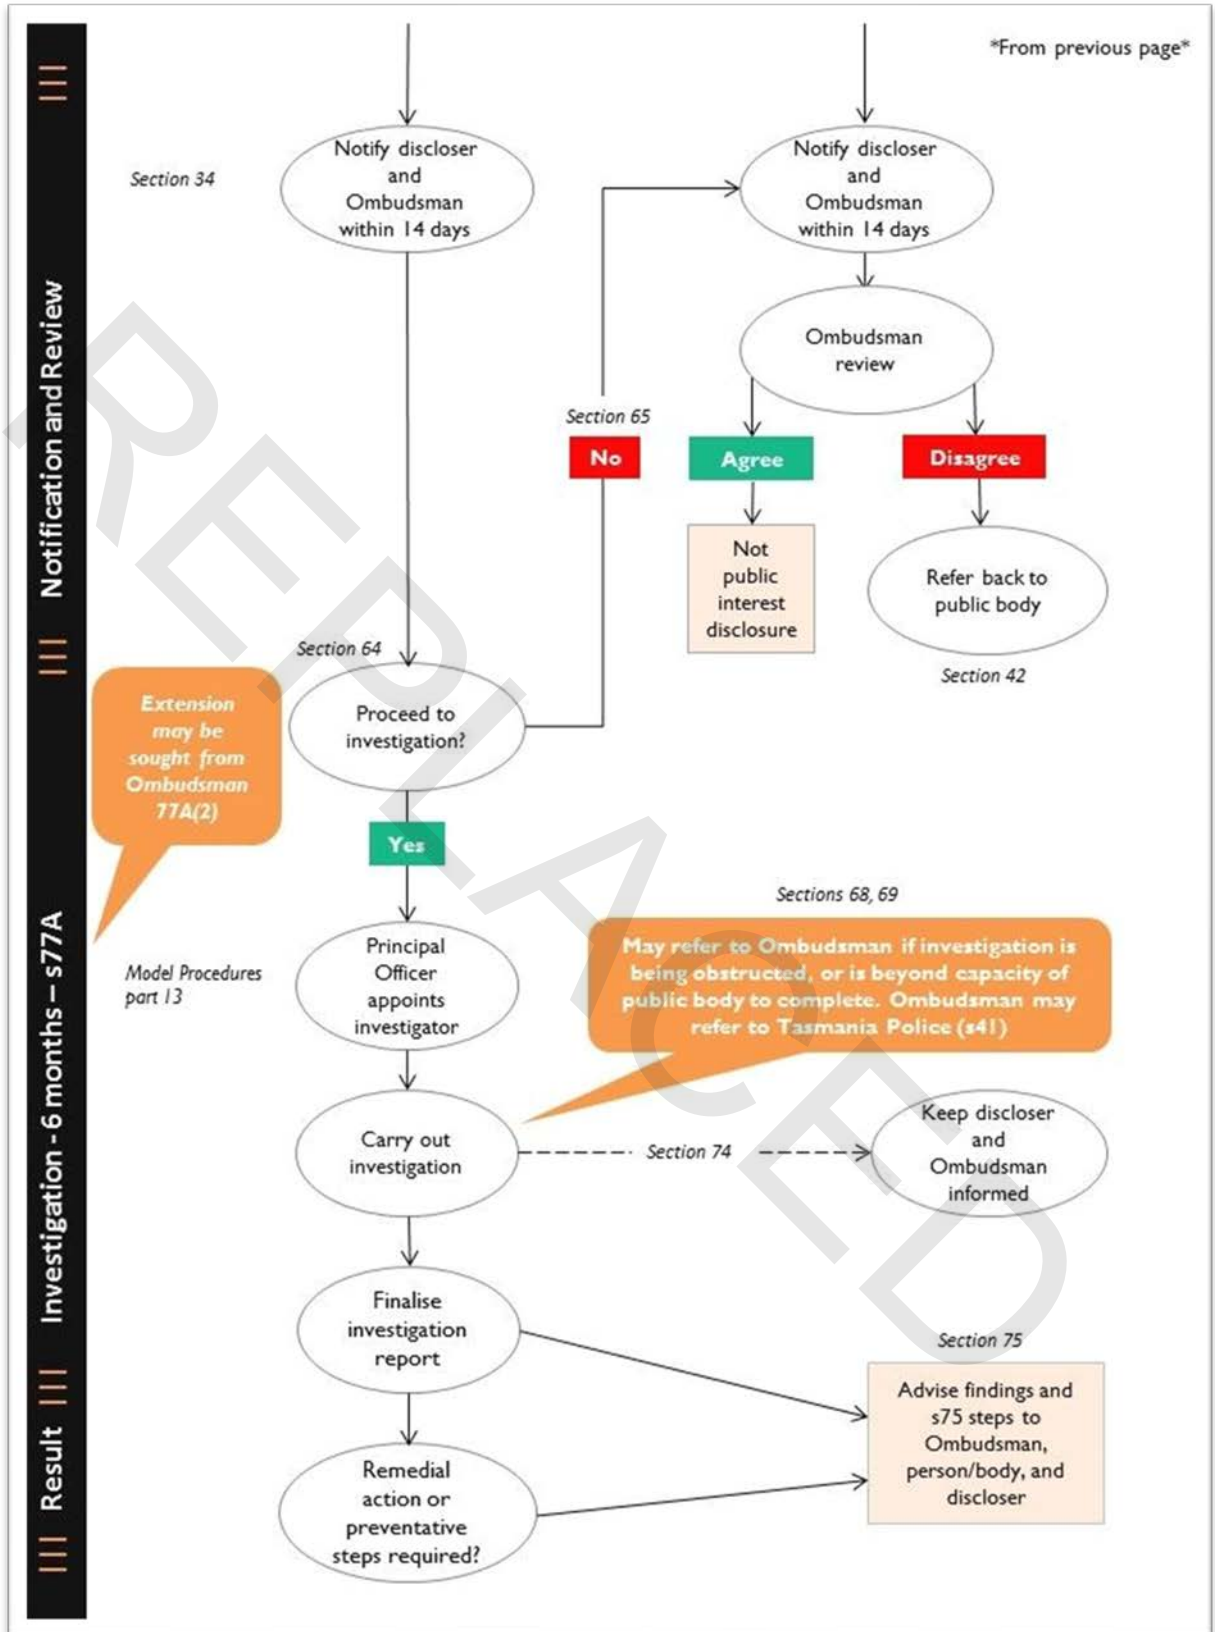 *From previous page*
Notification and Review
Section 34
Notify discloser
and
Ombudsman
within 14 days
Notify discloser
and
Ombudsman
within 14 days
Ombudsman
review
Section 65
No
Agree
Disagree
Not
public
interest
disclosure
Refer back to
public body
Section 42
Section 64
Proceed to
investigation?
Extension
may be
sought from
Ombudsman
77A(2)
Yes
Investigation - 6 months – s77A
Sections 68, 69
May refer to Ombudsman if investigation is
being obstructed, or is beyond capacity of
public body to complete. Ombudsman may
refer to Tasmania Police (s41)
Model Procedures
part 13
Principal
Officer
appoints
investigator
Carry out
investigation
Section 74
Keep discloser
and
Ombudsman
informed
Finalise
investigation
report
Section 75
Advise findings and
s75 steps to
Ombudsman,
person/body, and
discloser
Result
Remedial
action or
preventative
steps required?
REPLACED